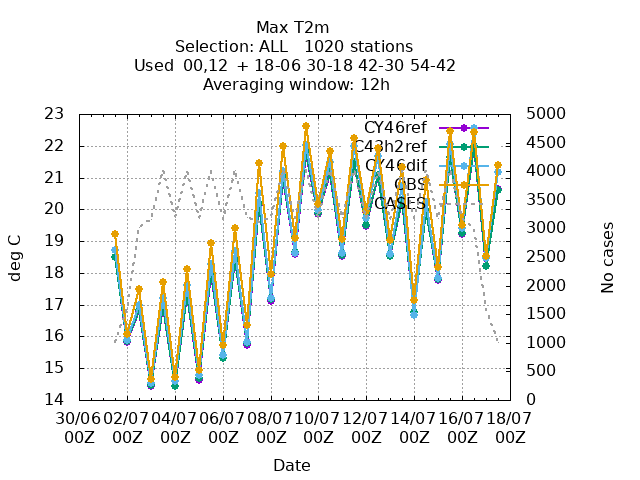 Max T2m
Selection: ALL   1020 stations
Used  00,12  + 18-06 30-18 42-30 54-42
Averaging window: 12h
23
22
21
20
19
18
17
16
15
14
deg C
5000
4500
4000
3500
3000
2500
2000
1500
1000
500
0
No cases
CY46ref
C43h2ref
CY46dif
OBS
CASES
30/06 02/07 04/07 06/07 08/07 10/07 12/07 14/07 16/07 18/07
00Z 00Z 00Z 00Z 00Z 00Z 00Z 00Z 00Z 00Z
Date